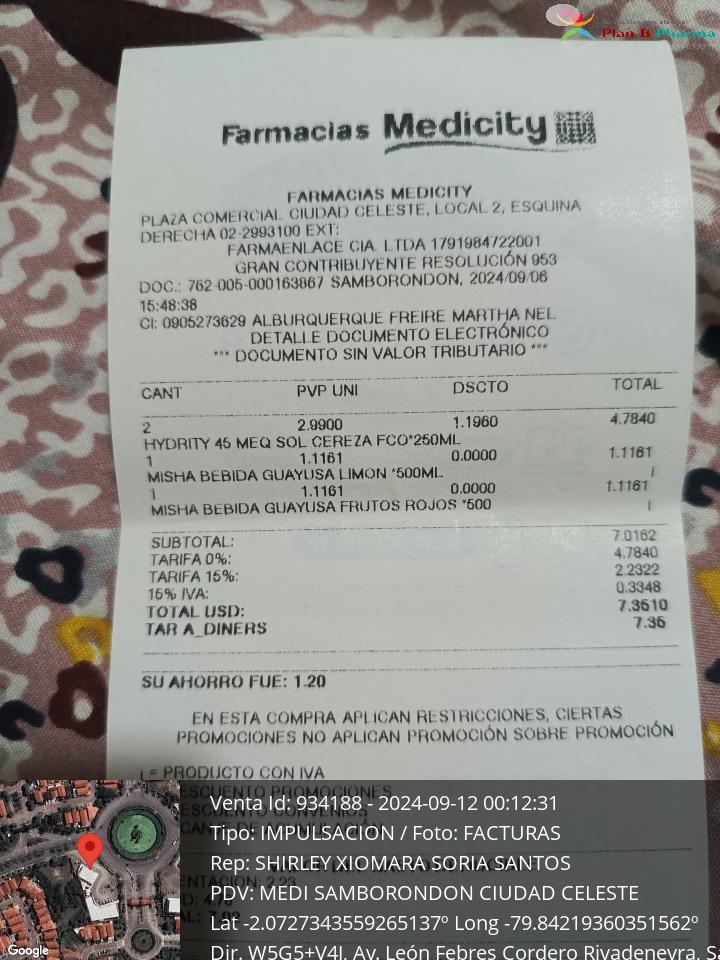 Plan B Pharma
Farmacias Medicity
FARMACIAS MEDICITY
PLAZA COMERCIAL CIUDAD CELESTE, LOCAL 2, ESQUINA
DERECHA 02-2993100 EXT:
FARMAENLACE CIA. LTDA 1791984722001
GRAN CONTRIBUYENTE RESOLUCIÓN 953
DOC.: 762-005-000163867 SAMBORONDON, 2024/09/06
15:48:38
CI: 0905273629 ALBURQUERQUE FREIRE MARTHA NEL
DETALLE DOCUMENTO ELECTRÓNICO
*** DOCUMENTO SIN VALOR TRIBUTARIO ***
CANT PVP UNI DSCTO TOTAL
2 2.9900 1.1960 4.7840
HYDRITY 45 MEQ SOL CEREZA FCO*250ML
1 1.1161 0.0000 1.1161
MISHA BEBIDA GUAYUSA LIMON *500ML i
1 1.1161 0.0000 1.1161
MISHA BEBIDA GUAYUSA FRUTOS ROJOS *500 i
SUBTOTAL: 7.0162
TARIFA 0%: 4.7840
TARIFA 15%: 2.2322
15% IVA: 0.3348
TOTAL USD: 7.3510
TAR A_DINERS 7.35
SU AHORRO FUE: 1.20
EN ESTA COMPRA APLICAN RESTRICCIONES, CIERTAS
PROMOCIONES NO APLICAN PROMOCIÓN SOBRE PROMOCIÓN
i = PRODUCTO CON IVA
ESCUENTO PROMOCIONES
ESCUENTO CONVENIOS
Venta Id: 934188 - 2024-09-12 00:12:31
Tipo: IMPULSACION / Foto: FACTURAS
Rep: SHIRLEY XIOMARA SORIA SANTOS
PDV: MEDI SAMBORONDON CIUDAD CELESTE
Lat -2.0727343559265137º Long -79.84219360351562º
Dir. W5G5+V4J, Av. León Febres Cordero Rivadeneyra, Sa
Google